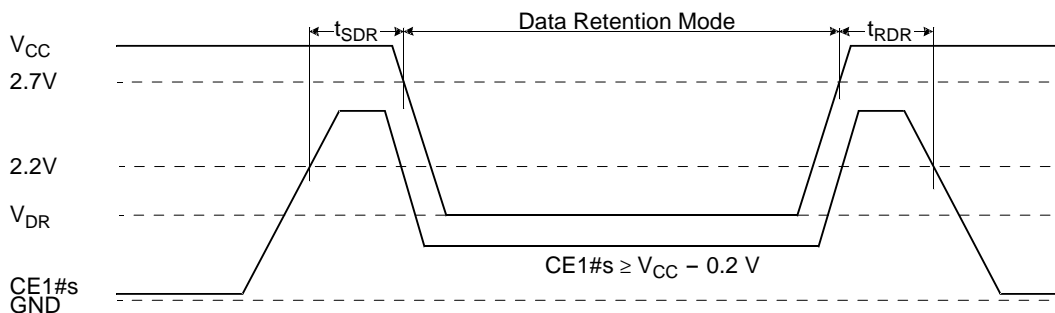 Data Retention Mode
tSDR
tRDR
VCC
2.7V
2.2V
VDR
CE1#s ≥ VCC − 0.2 V
CE1#s
GND